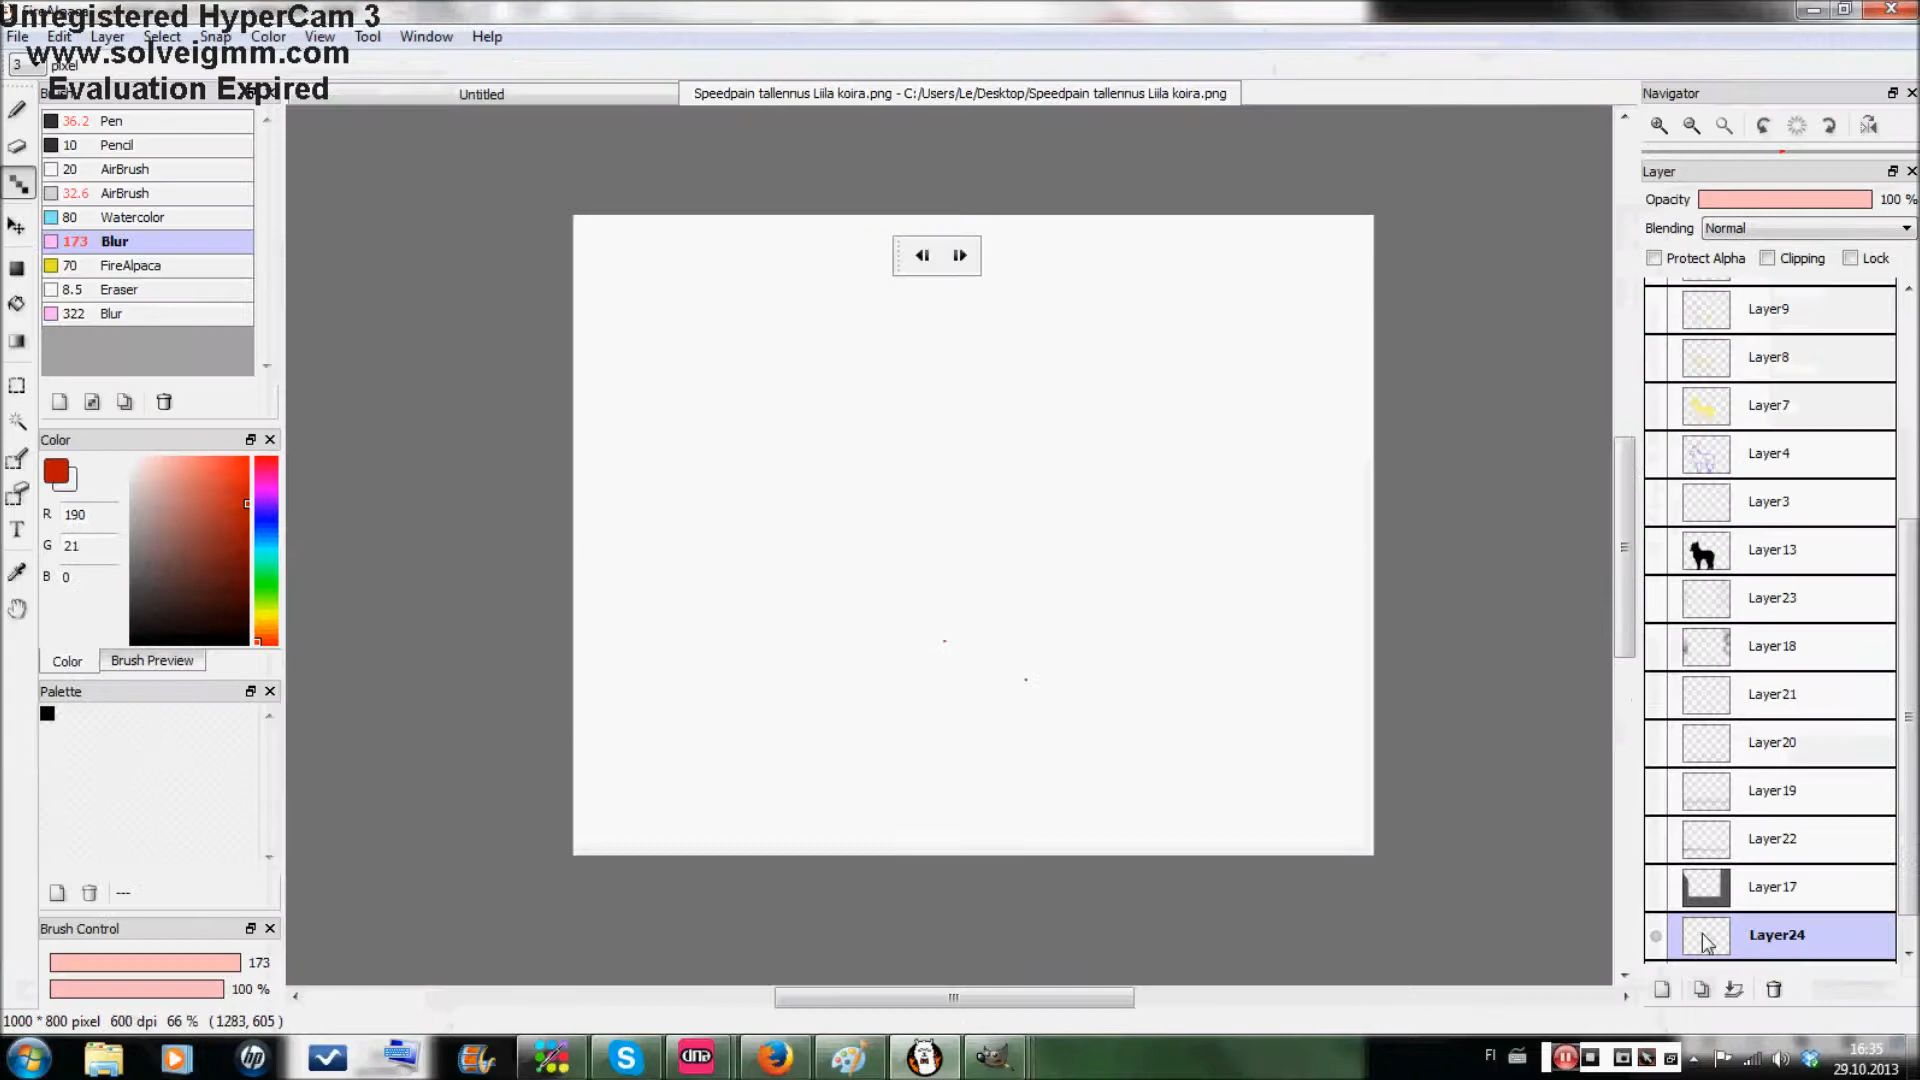 Unregistered HyperCam 3
File Edit Layer Select Snap Color View Tool Window Help
www.solveigmm.com
3 pixel
Evaluation Expired
Untitled
Speedpain tallennus Liila koira.png - C:/Users/Le/Desktop/Speedpain tallennus Liila koira.png
Navigator
36.2 Pen
10 Pencil
20 AirBrush
32.6 AirBrush
80 Watercolor
173 Blur
70 FireAlpaca
8.5 Eraser
322 Blur
Color
R 190
G 21
B 0
Color Brush Preview
Palette
---
Brush Control
173
100 %
1000 * 800 pixel 600 dpi 66 % ( 1283, 605 )
Layer
Opacity 100 %
Blending Normal
Protect Alpha Clipping Lock
Layer9
Layer8
Layer7
Layer4
Layer3
Layer13
Layer23
Layer18
Layer21
Layer20
Layer19
Layer22
Layer17
Layer24
hp
S
dna
FI
16:35
29.10.2013